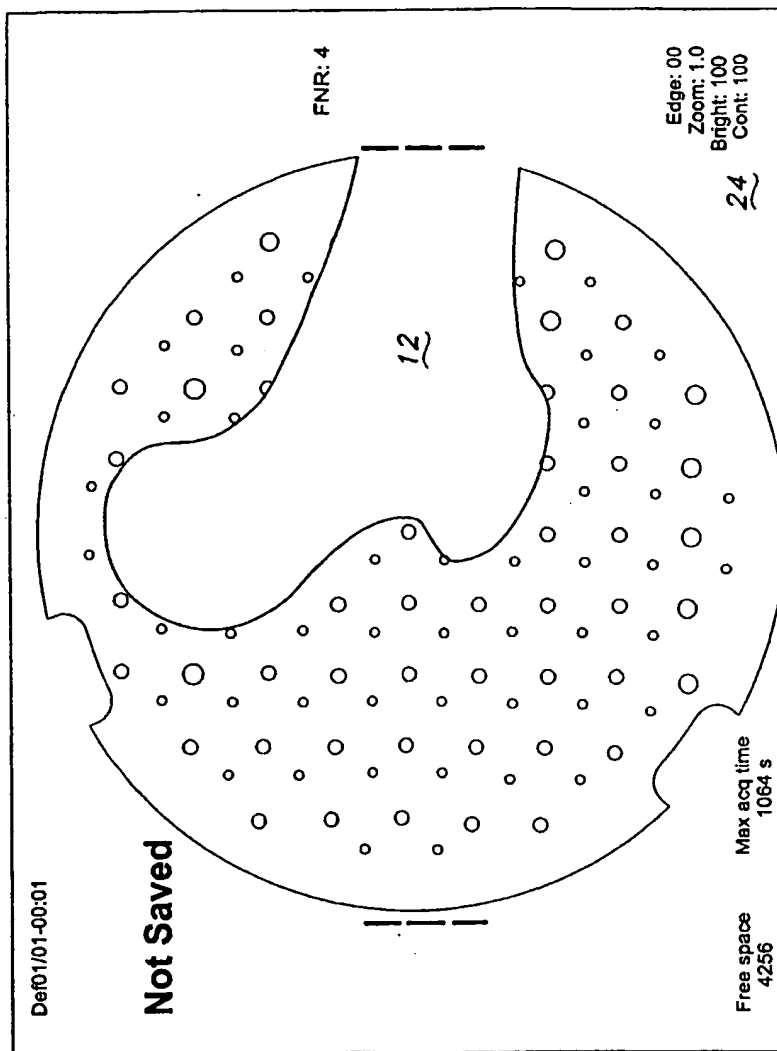 Def01/01-00:01
FNR: 4
Not Saved
12
Edge: 00
Zoom: 1.0
Bright: 100
Cont: 100
24
Free space
4256
Max acq time
1064 s